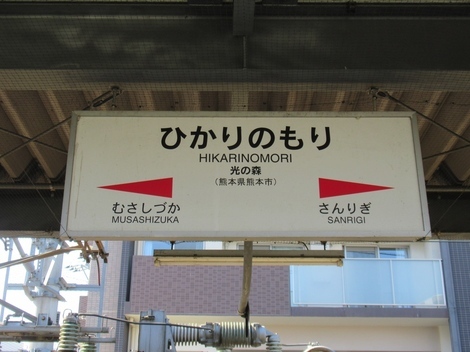 ひかりのもり
HIKARINOMORI
光の森
(熊本県熊本市)
むさしづか
MUSASHIZUKA
さんりぎ
SANRIGI